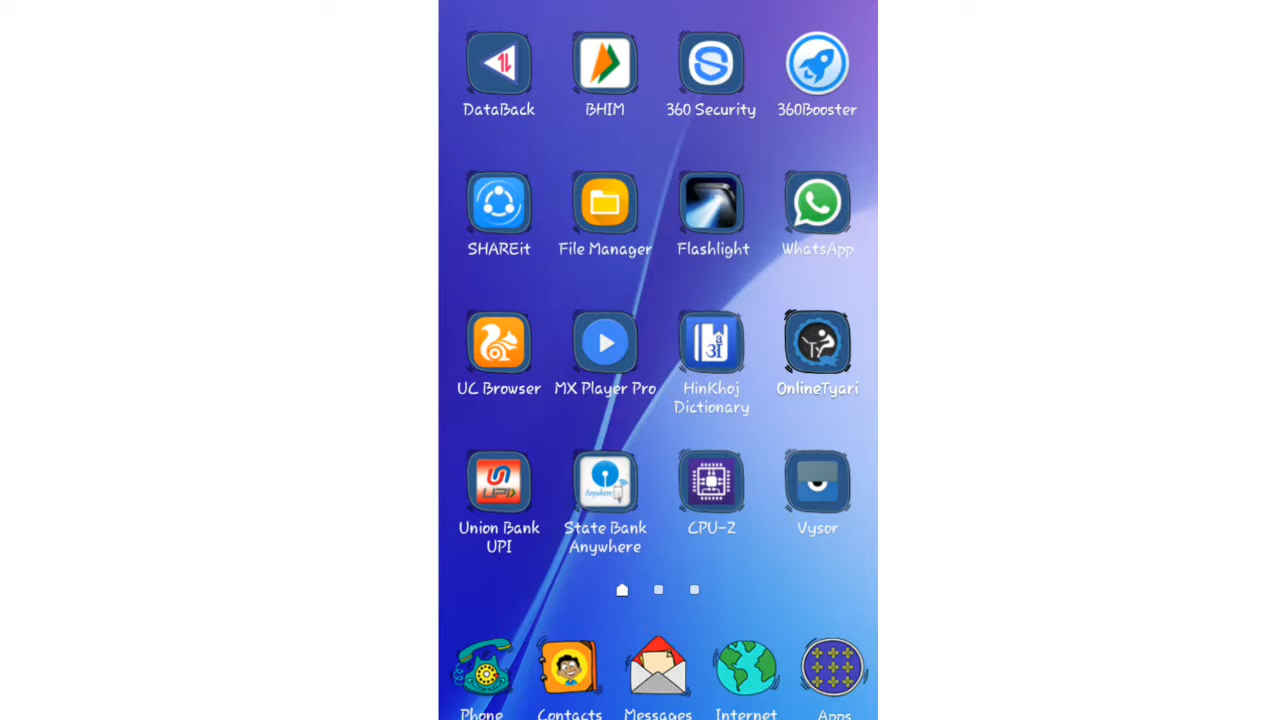 DataBack
BHIM
360 Security
360Booster
SHAREit
File Manager
Flashlight
WhatsApp
UC Browser
MX Player Pro
HinKhoj
Dictionary
OnlineTyari
Union Bank
UPI
State Bank
Anywhere
CPU-Z
Vysor
Phone
Contacts
Messages
Internet
Apps